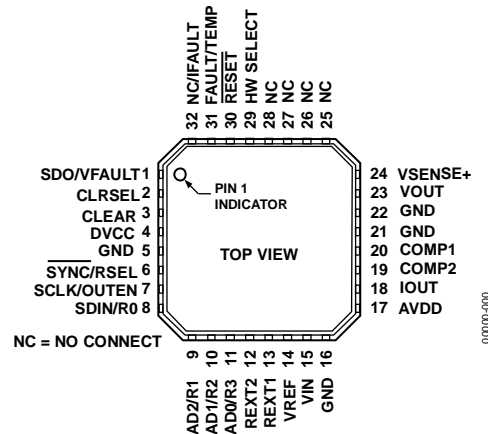 32 NC/IFAULT
31 FAULT/TEMP
30 RESET
29 HW SELECT
28 NC
27 NC
26 NC
25 NC
SDO/VFAULT 1
CLRSEL 2
CLEAR 3
DVCC 4
GND 5
SYNC/RSEL 6
SCLK/OUTEN 7
SDIN/R0 8
PIN 1
INDICATOR
TOP VIEW
24 VSENSE+
23 VOUT
22 GND
21 GND
20 COMP1
19 COMP2
18 IOUT
17 AVDD
NC = NO CONNECT
AD2/R1 9
AD1/R2 10
AD0/R3 11
REXT2 12
REXT1 13
VREF 14
VIN 15
GND 16
00000-000